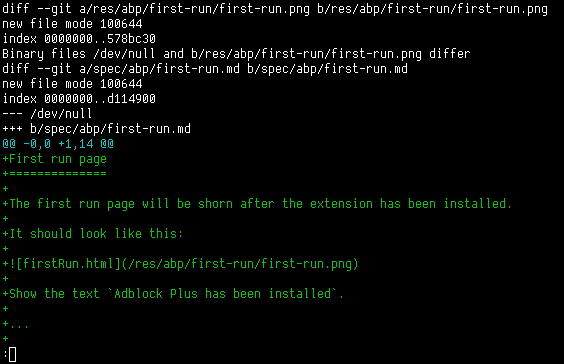 diff --git a/res/abp/first-run/first-run.png b/res/abp/first-run/first-run.png
new file mode 100644
index 0000000..578bc30
Binary files /dev/null and b/res/abp/first-run/first-run.png differ
diff --git a/spec/abp/first-run.md b/spec/abp/first-run.md
new file mode 100644
index 0000000..d114900
--- /dev/null
+++ b/spec/abp/first-run.md
@@ -0,0 +1,14 @@
+First run page
+==============
+
+The first run page will be shorn after the extension has been installed.
+
+It should look like this:
+
+![firstRun.html](/res/abp/first-run/first-run.png)
+
+Show the text `Adblock Plus has been installed`.
+
+...
+
: